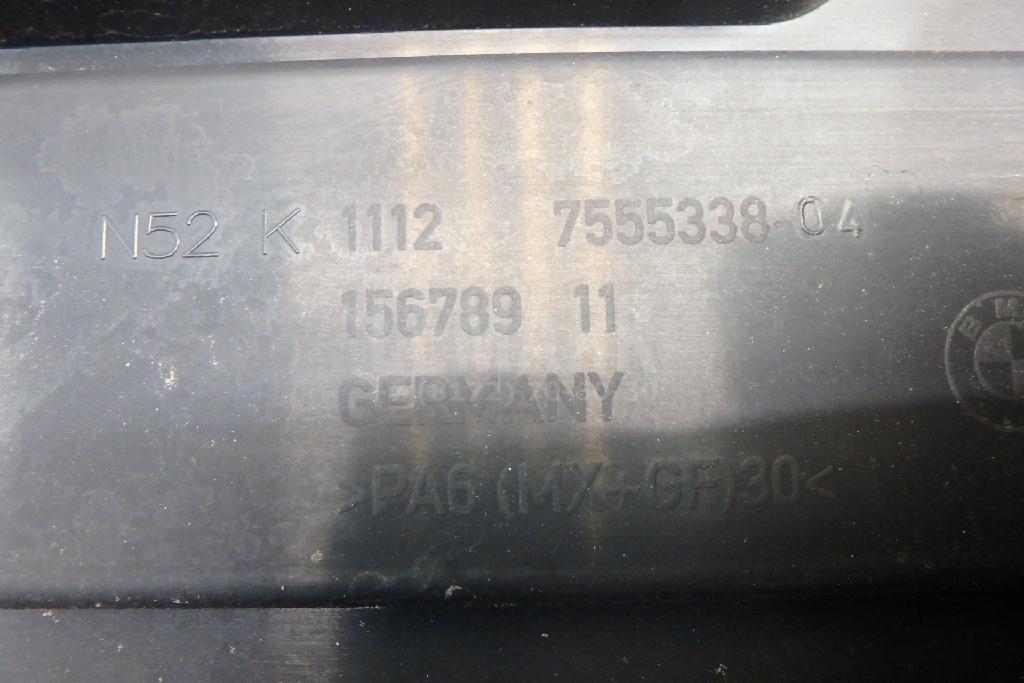 N52 K 1112 7555338-04
156789 11
GERMANY
>PA6 (MX+GF)30<